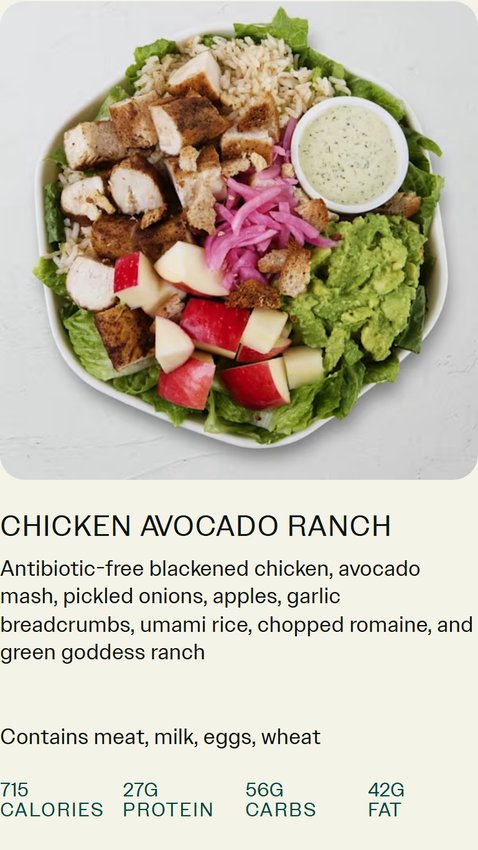 CHICKEN AVOCADO RANCH
Antibiotic-free blackened chicken, avocado
mash, pickled onions, apples, garlic
breadcrumbs, umami rice, chopped romaine, and
green goddess ranch
Contains meat, milk, eggs, wheat
715 27G 56G 42G
CALORIES PROTEIN CARBS FAT